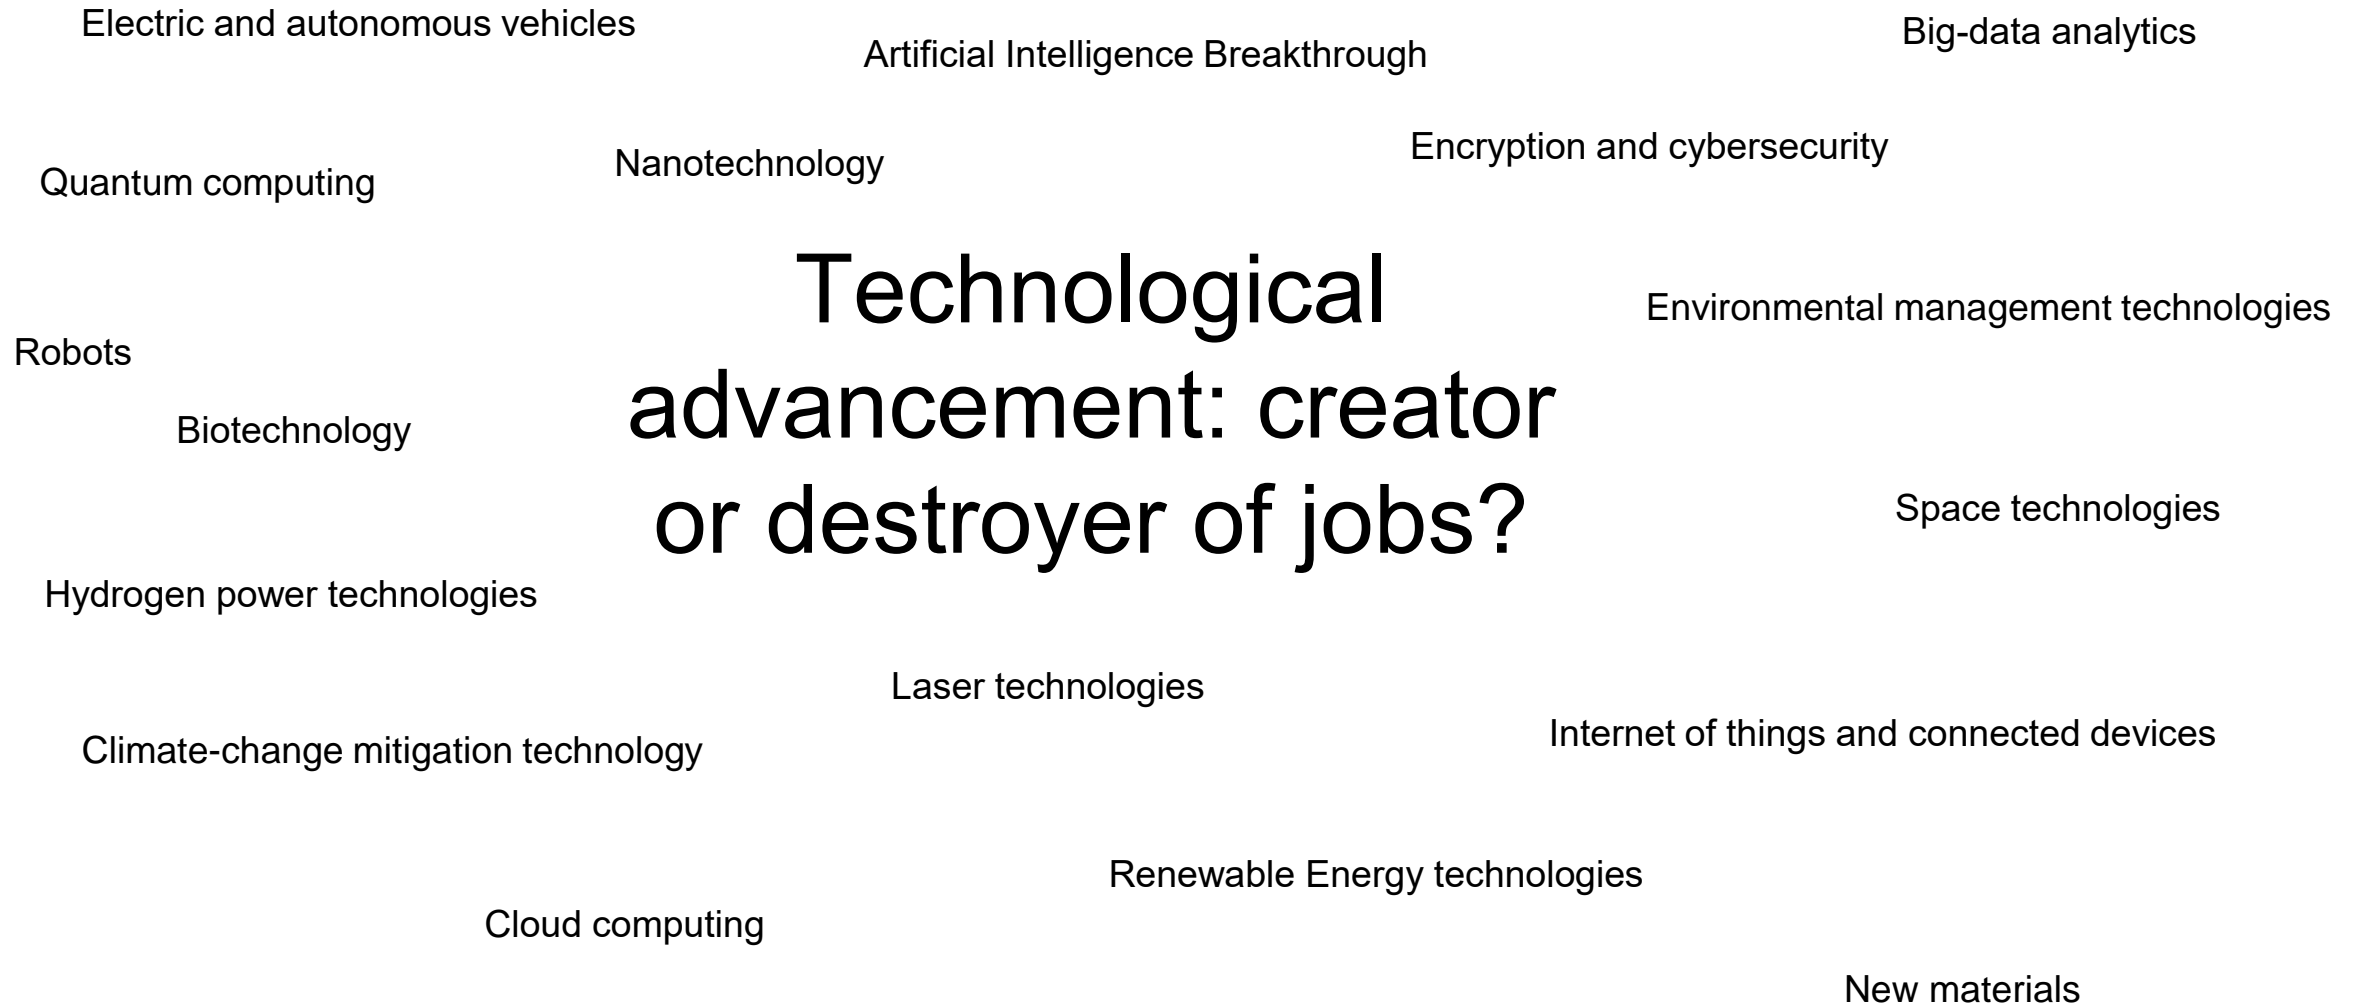 Electric and autonomous vehicles
Artificial Intelligence Breakthrough
Big-data analytics
Encryption and cybersecurity
Nanotechnology
Quantum computing
Technological
advancement: creator
or destroyer of jobs?
Environmental management technologies
Robots
Biotechnology
Space technologies
Hydrogen power technologies
Laser technologies
Internet of things and connected devices
Climate-change mitigation technology
Renewable Energy technologies
Cloud computing
New materials